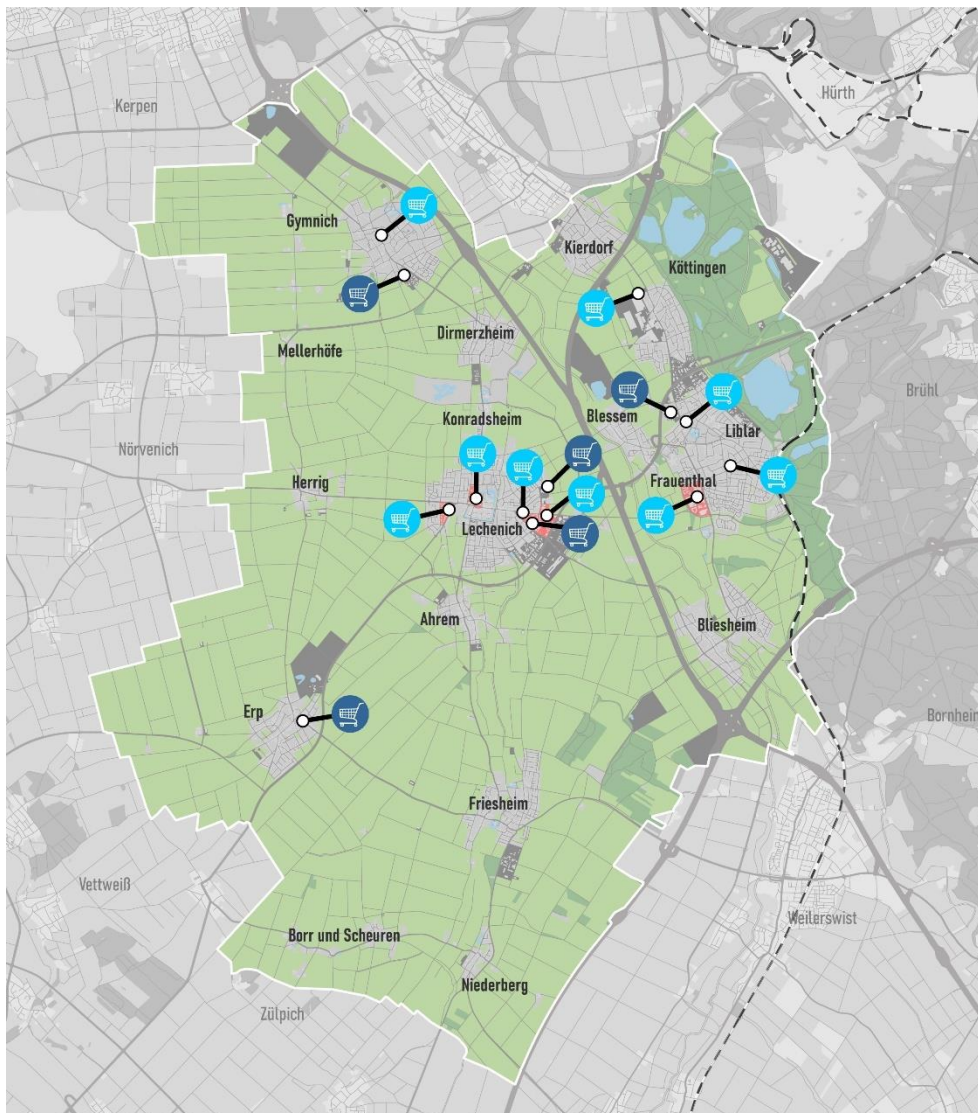 Hürth
Kerpen
Gymnich
Kierdorf
Köttingen
Dirmerzheim
Mellerhöfe
Brühl
Konradsheim
Blessem
Liblar
Nörvenich
Herrig
Frauenthal
Lechenich
Ahrem
Bliesheim
Erp
Bornheim
Friesheim
Vettweiß
Weilerswist
Borr und Scheuren
Niederberg
Zülpich